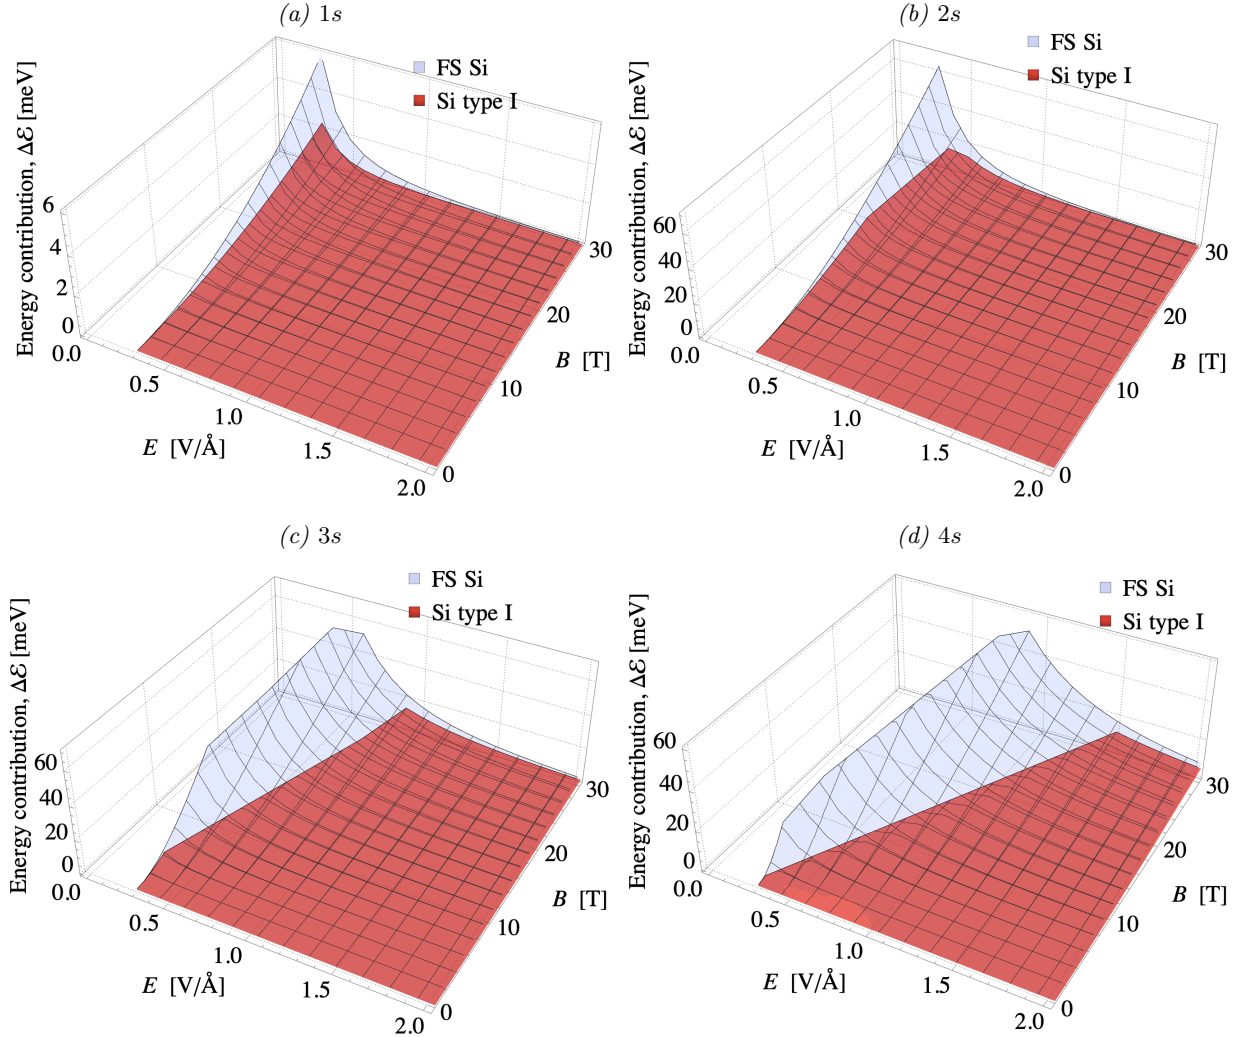 (a) 1s
FS Si
Si type I
Energy contribution, Δℰ [meV]
6
4
2
0
0.0
0.5
1.0
1.5
2.0
E [V/Å]
0
10
20
30
B [T]
(b) 2s
FS Si
Si type I
Energy contribution, Δℰ [meV]
60
40
20
0
0.0
0.5
1.0
1.5
2.0
E [V/Å]
0
10
20
30
B [T]
(c) 3s
FS Si
Si type I
Energy contribution, Δℰ [meV]
60
40
20
0
0.0
0.5
1.0
1.5
2.0
E [V/Å]
0
10
20
30
B [T]
(d) 4s
FS Si
Si type I
Energy contribution, Δℰ [meV]
60
40
20
0
0.0
0.5
1.0
1.5
2.0
E [V/Å]
0
10
20
30
B [T]